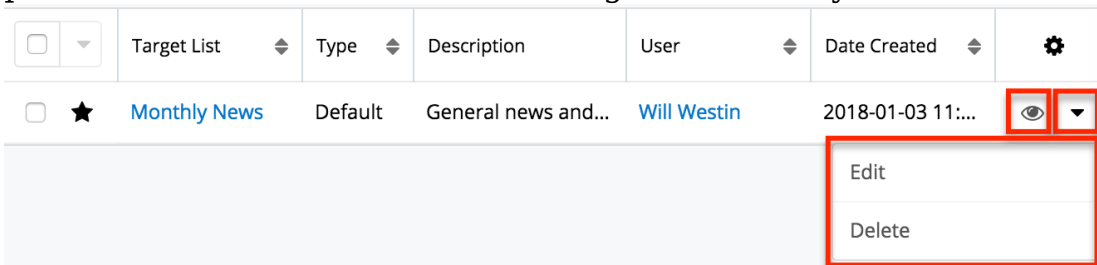 Target List Type Description User Date Created
Monthly News Default General news and... Will Westin 2018-01-03 11:...
Edit
Delete